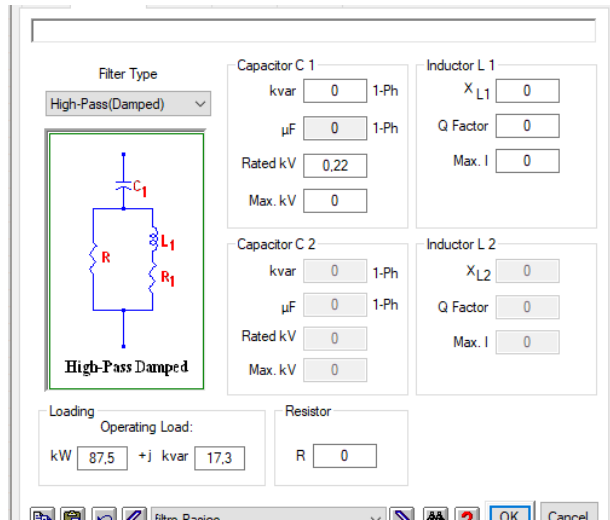 Filter Type
High-Pass(Damped)
C1
L1
R
R1
High-Pass Damped
Capacitor C 1
kvar 0 1-Ph
µF 0 1-Ph
Rated kV 0,22
Max. kV 0
Inductor L 1
XL1 0
Q Factor 0
Max. I 0
Capacitor C 2
kvar 0 1-Ph
µF 0 1-Ph
Rated kV 0
Max. kV 0
Inductor L 2
XL2 0
Q Factor 0
Max. I 0
Loading
Operating Load:
kW 87,5 +j kvar 17,3
Resistor
R 0
? OK Cancel